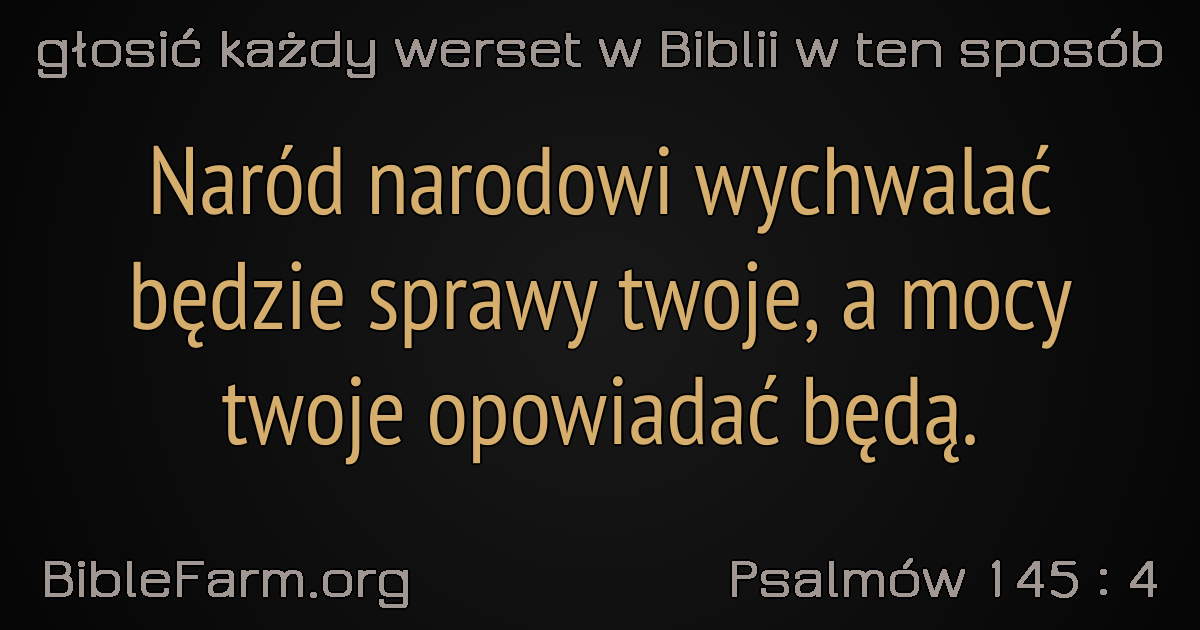 głosić każdy werset w Biblii w ten sposób
Naród narodowi wychwalać
będzie sprawy twoje, a mocy
twoje opowiadać będą.
BibleFarm.org
Psalmów 145 : 4